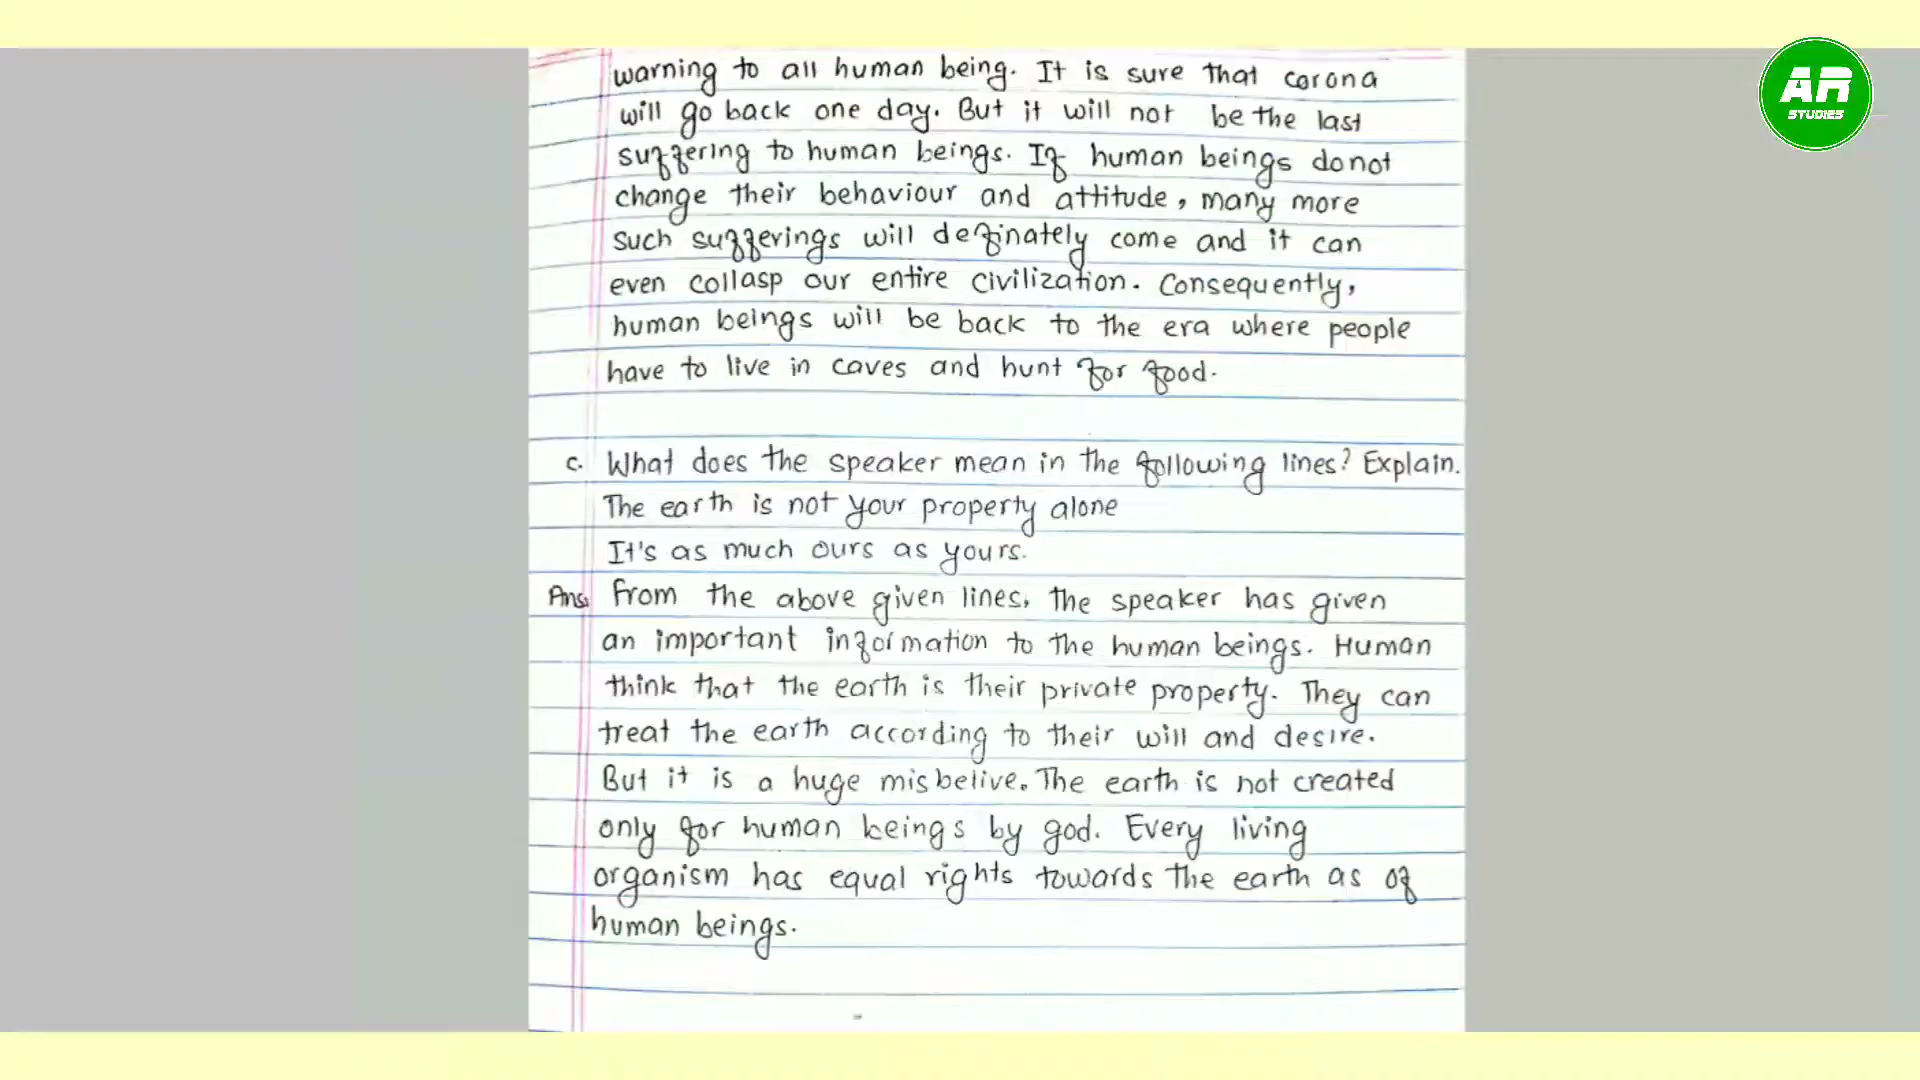 warning to all human being. It is sure that corona
will go back one day. But it will not be the last
suffering to human beings. If human beings donot
change their behaviour and attitude, many more
such sufferings will definately come and it can
even collasp our entire civilization. Consequently,
human beings will be back to the era where people
have to live in caves and hunt for food.
c. What does the speaker mean in the following lines? Explain.
The earth is not your property alone
It's as much ours as yours.
Ans From the above given lines, the speaker has given
an important information to the human beings. Human
think that the earth is their private property. They can
treat the earth according to their will and desire.
But it is a huge misbelive. The earth is not created
only for human beings by god. Every living
organism has equal rights towards the earth as of
human beings.
AR
STUDIES